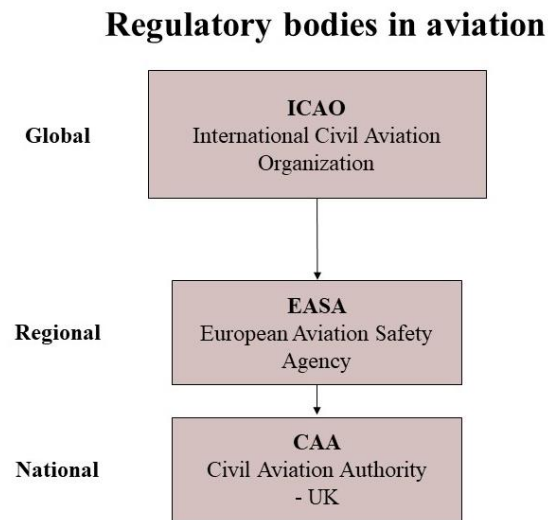 Regulatory bodies in aviation
Global
ICAO
International Civil Aviation
Organization
Regional
EASA
European Aviation Safety
Agency
National
CAA
Civil Aviation Authority
- UK